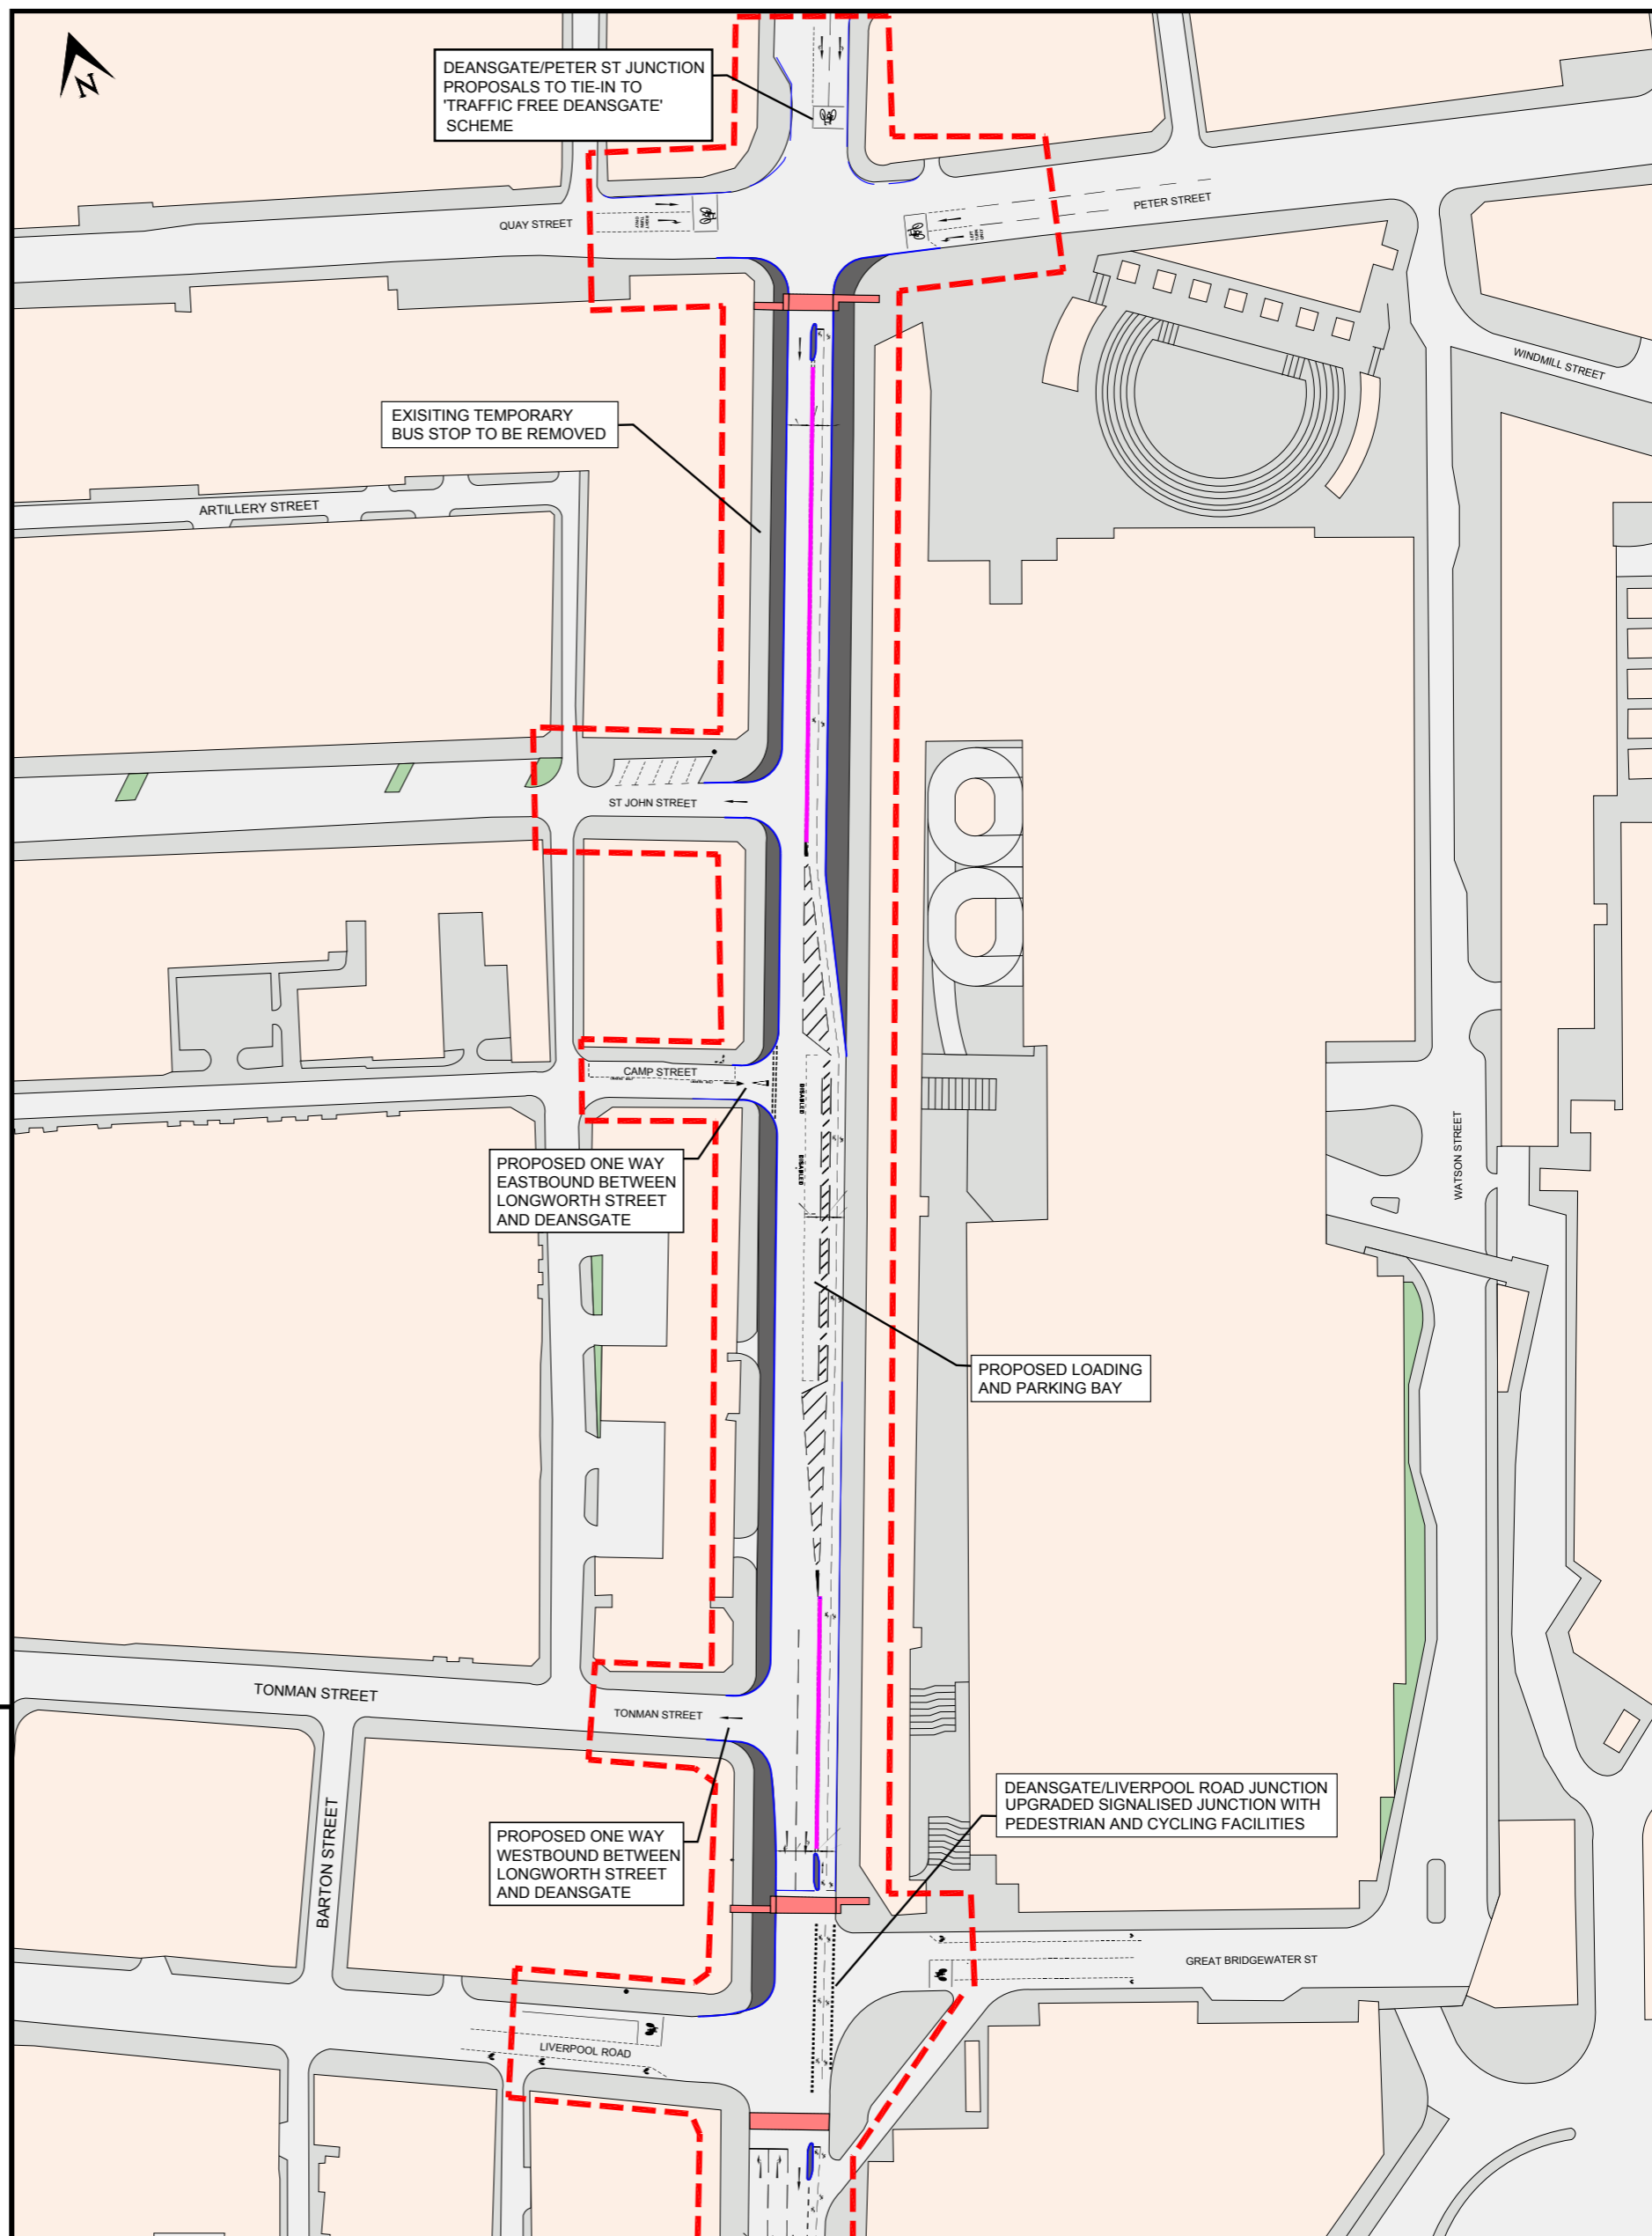 N
DEANSGATE/PETER ST JUNCTION
PROPOSALS TO TIE-IN TO
'TRAFFIC FREE DEANSGATE'
SCHEME
QUAY STREET
PETER STREET
WINDMILL STREET
EXISITING TEMPORARY
BUS STOP TO BE REMOVED
ARTILLERY STREET
ST JOHN STREET
CAMP STREET
DISABLED
DISABLED
WATSON STREET
PROPOSED ONE WAY
EASTBOUND BETWEEN
LONGWORTH STREET
AND DEANSGATE
PROPOSED LOADING
AND PARKING BAY
TONMAN STREET
TONMAN STREET
BARTON STREET
DEANSGATE/LIVERPOOL ROAD JUNCTION
UPGRADED SIGNALISED JUNCTION WITH
PEDESTRIAN AND CYCLING FACILITIES
PROPOSED ONE WAY
WESTBOUND BETWEEN
LONGWORTH STREET
AND DEANSGATE
GREAT BRIDGEWATER ST
LIVERPOOL ROAD